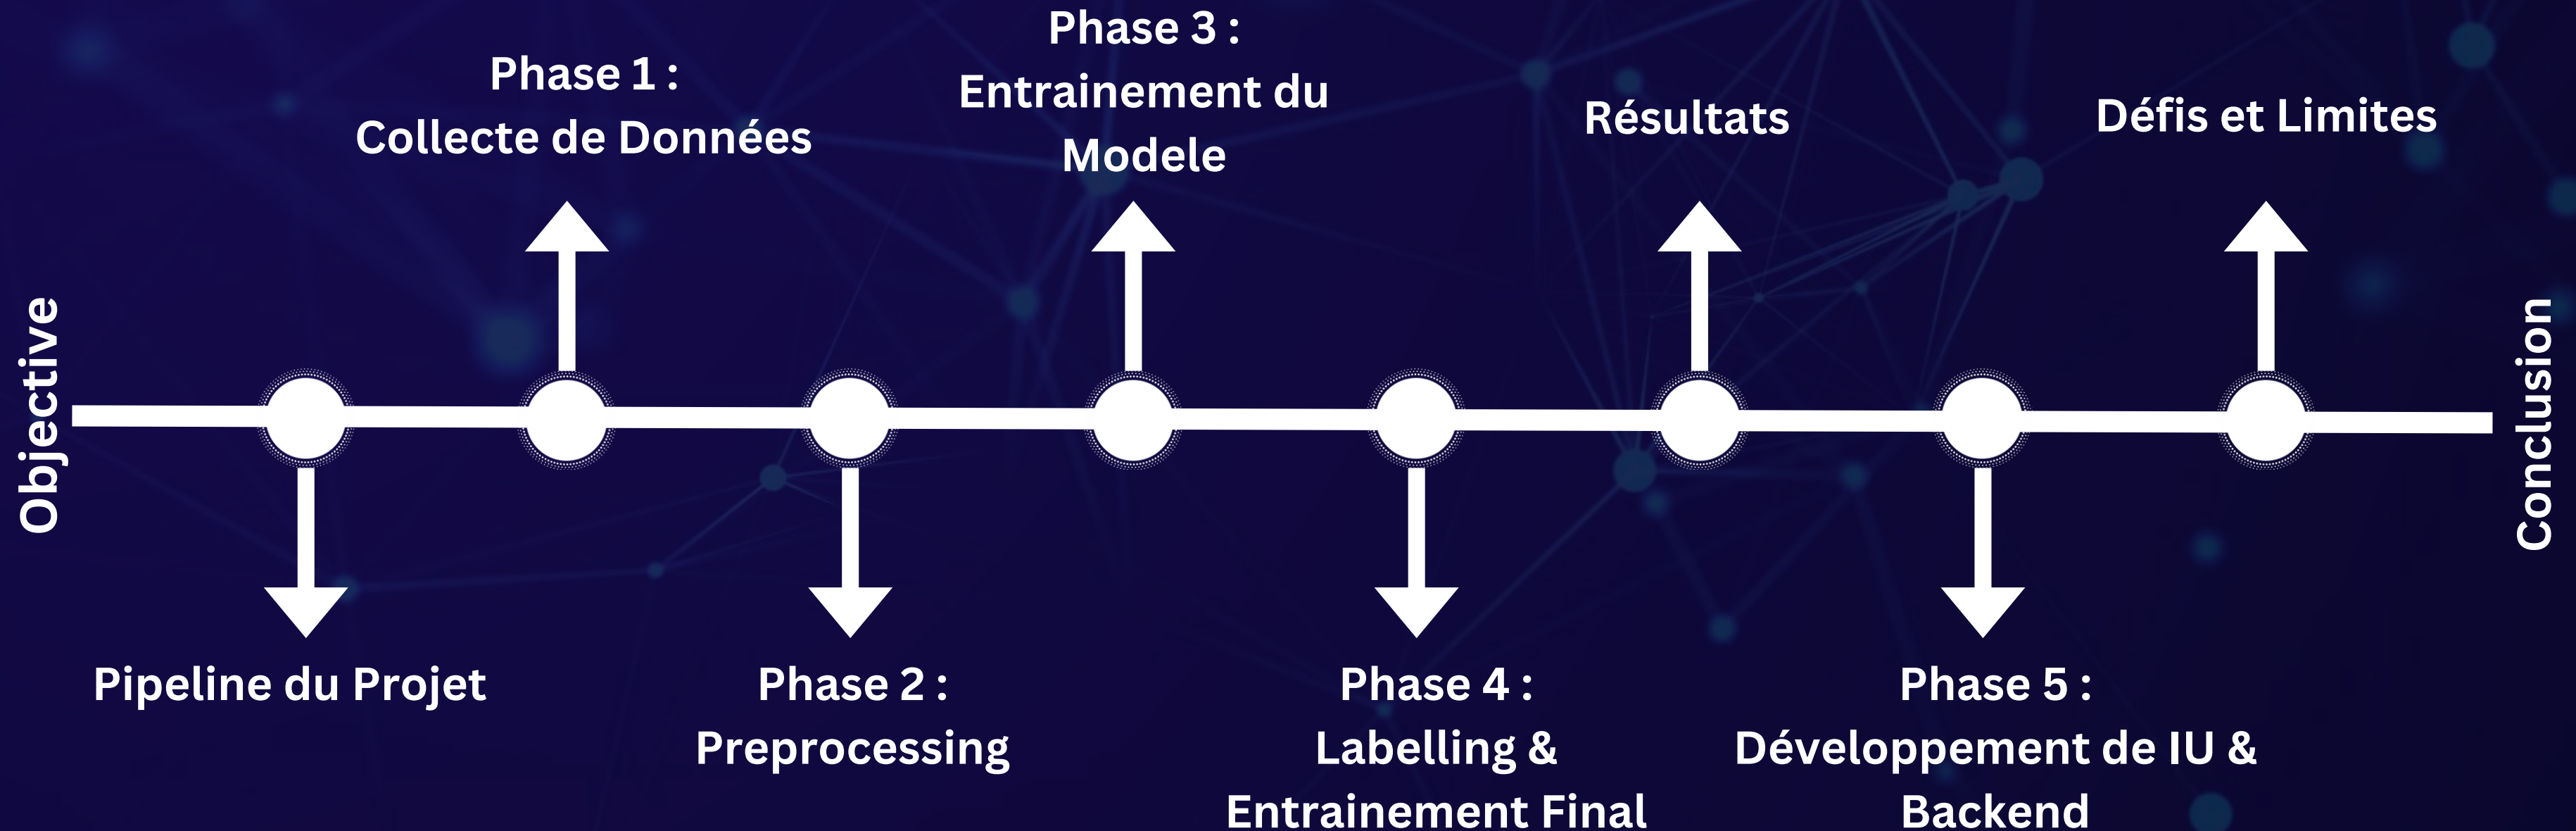 Objective
Pipeline du Projet
Phase 1 :
Collecte de Données
Phase 2 :
Preprocessing
Phase 3 :
Entrainement du
Modele
Phase 4 :
Labelling &
Entrainement Final
Résultats
Phase 5 :
Développement de IU &
Backend
Défis et Limites
Conclusion